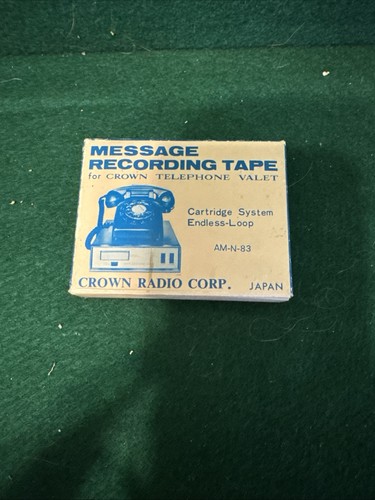 MESSAGE
RECORDING TAPE
for CROWN TELEPHONE VALET
Cartridge System
Endless-Loop
AM-N-83
CROWN RADIO CORP. JAPAN